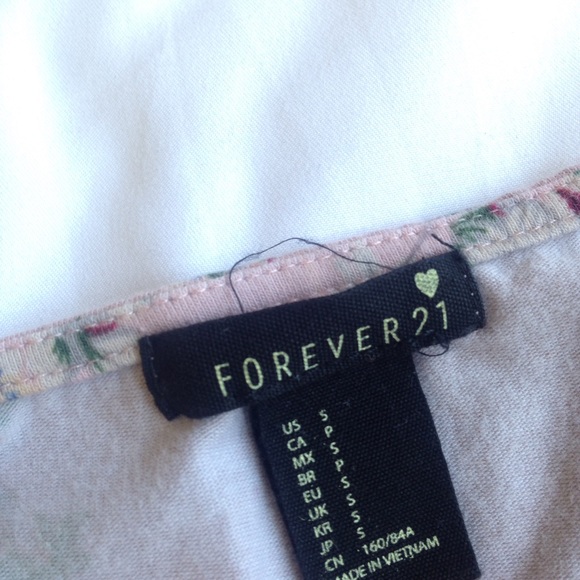 FOREVER 21
US S
CA P
MX S
BR P
EU S
UK S
KR S
JP S
CN 160/84A
MADE IN VIETNAM